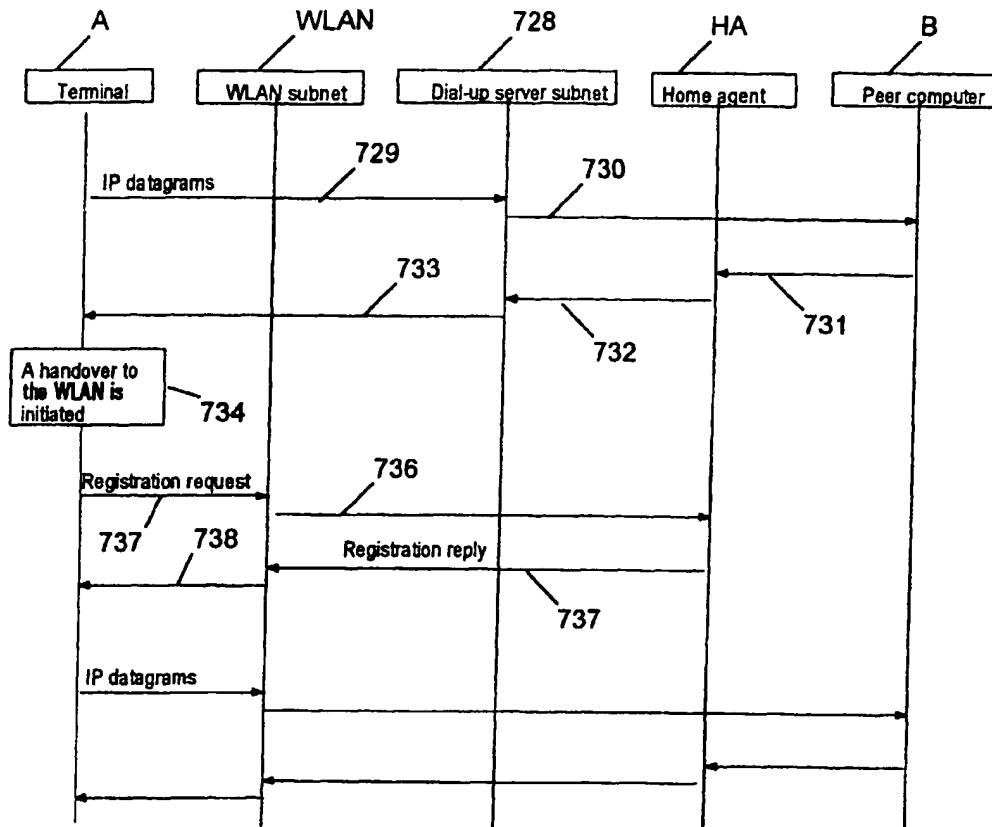 A
WLAN
728
HA
B
Terminal
WLAN subnet
Dial-up server subnet
Home agent
Peer computer
729
IP datagrams
730
733
731
732
A handover to
the WLAN is
initiated
734
Registration request
736
737
738
Registration reply
737
IP datagrams